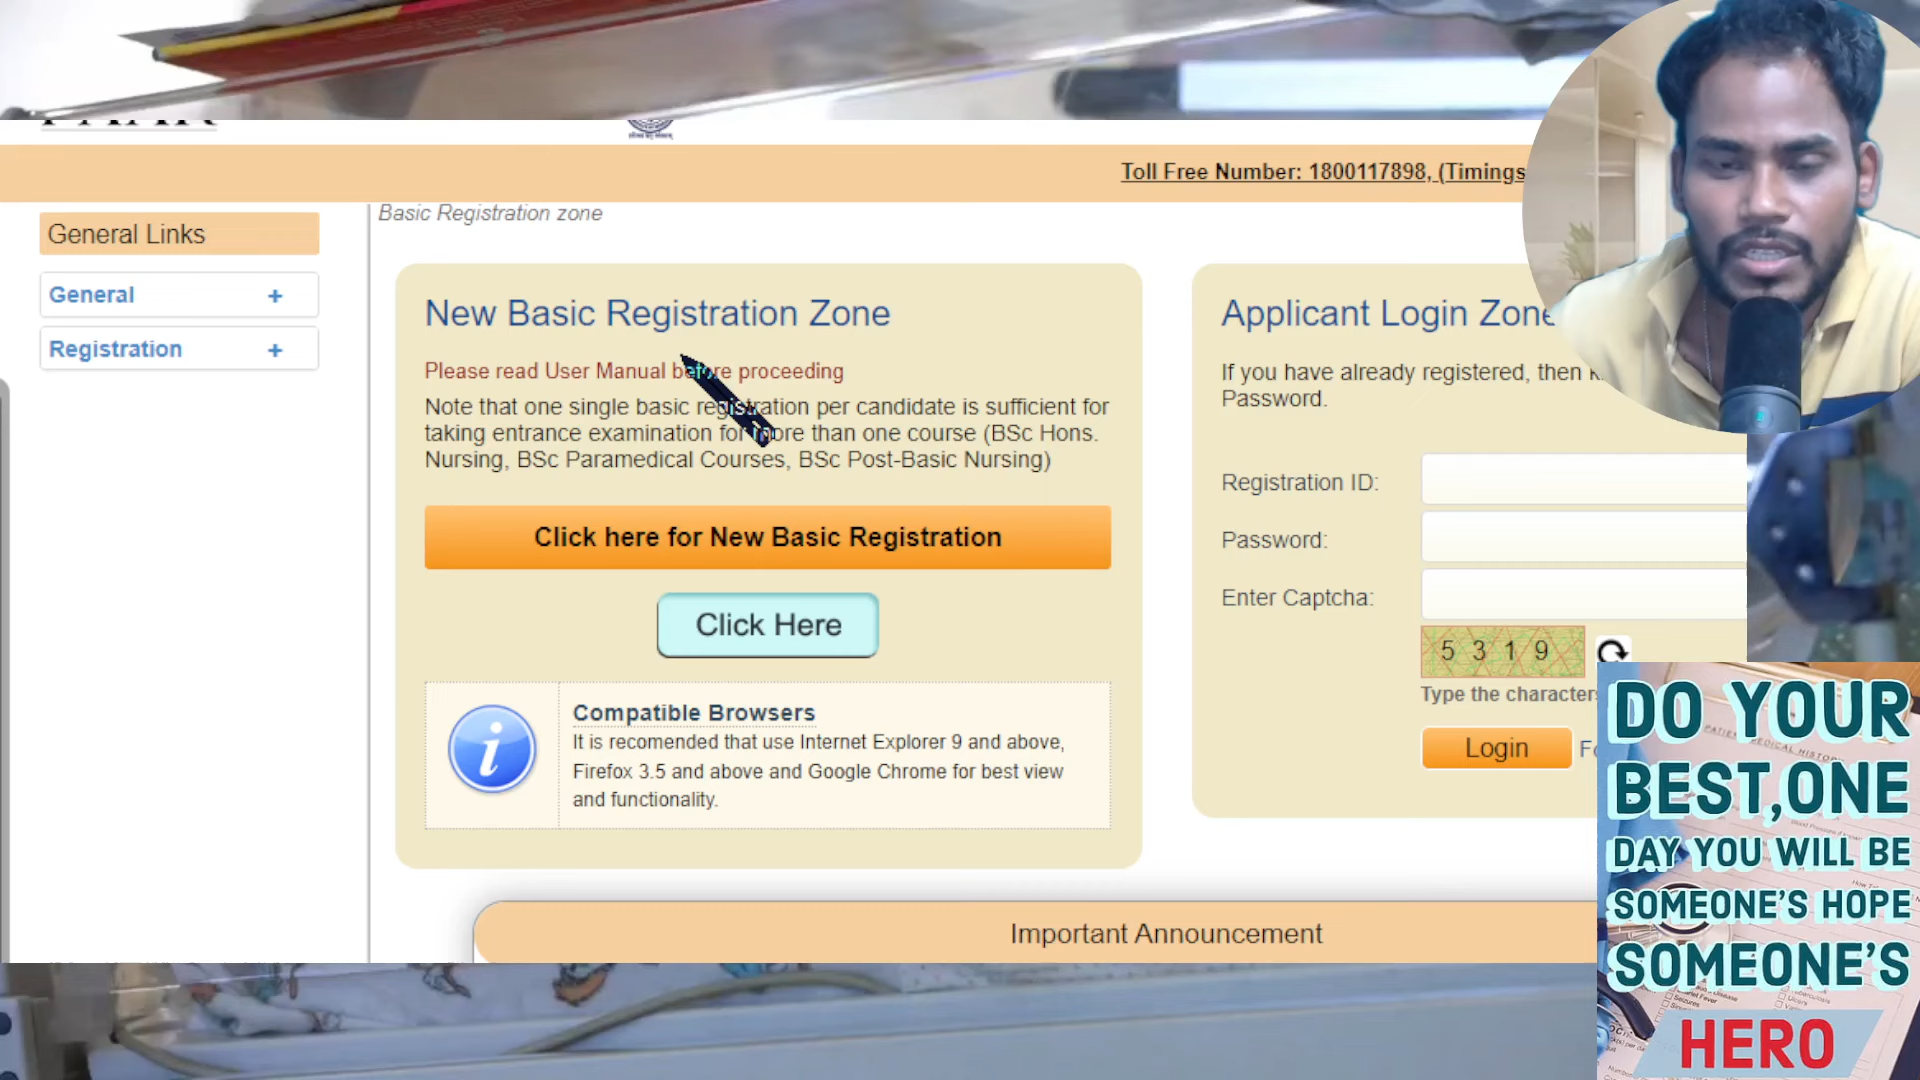 Toll Free Number: 1800117898, (Timings
General Links
Basic Registration zone
General +
Registration +
New Basic Registration Zone
Please read User Manual before proceeding
Note that one single basic registration per candidate is sufficient for
taking entrance examination for more than one course (BSc Hons.
Nursing, BSc Paramedical Courses, BSc Post-Basic Nursing)
Click here for New Basic Registration
Click Here
Compatible Browsers
It is recomended that use Internet Explorer 9 and above,
Firefox 3.5 and above and Google Chrome for best view
and functionality.
Applicant Login Zone
If you have already registered, then
Password.
Registration ID:
Password:
Enter Captcha:
5 3 1 9
Type the characters
Login
Important Announcement
DO YOUR
BEST,ONE
DAY YOU WILL BE
SOMEONE'S HOPE
SOMEONE'S
HERO